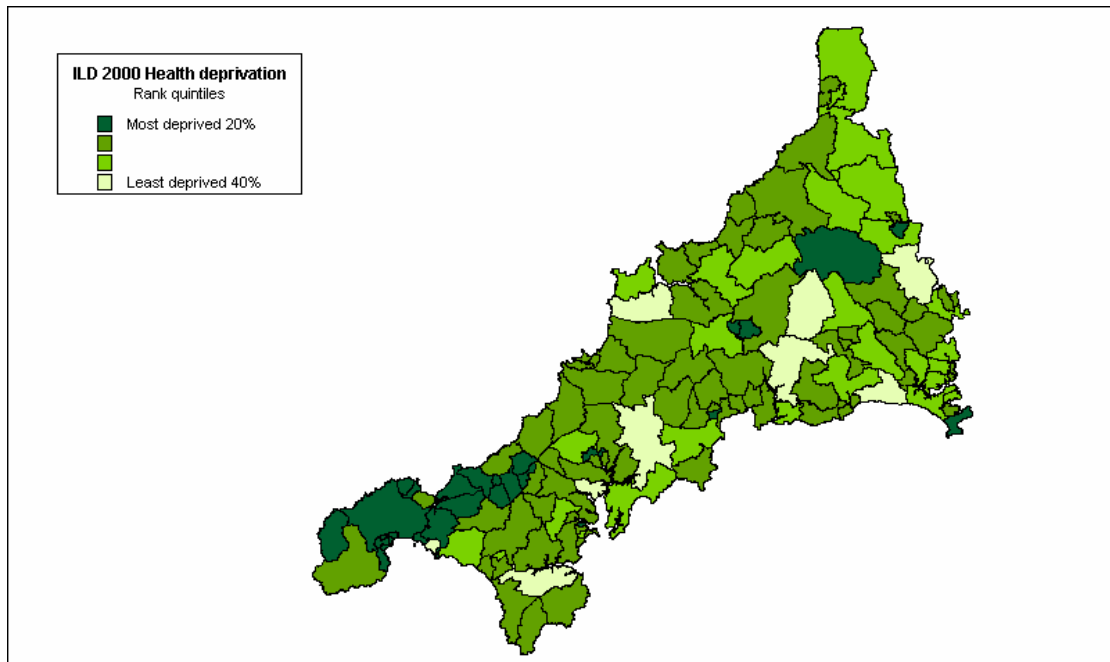 ILD 2000 Health deprivation
Rank quintiles
Most deprived 20%
Least deprived 40%